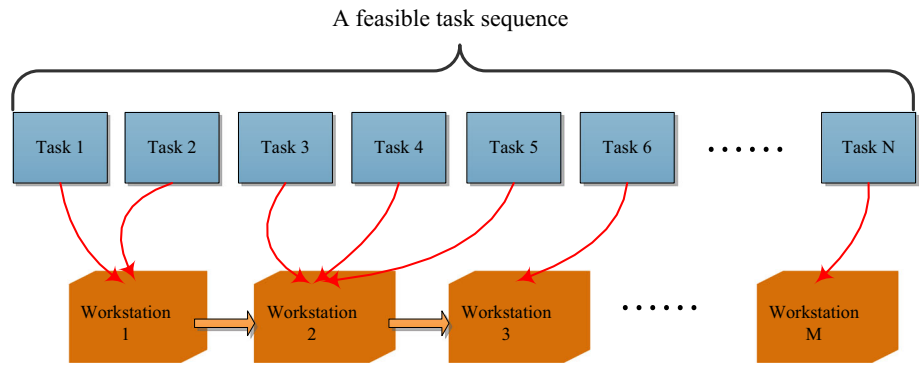 A feasible task sequence
Task 1
Task 2
Task 3
Task 4
Task 5
Task 6
......
Task N
Workstation
1
Workstation
2
Workstation
3
......
Workstation
M